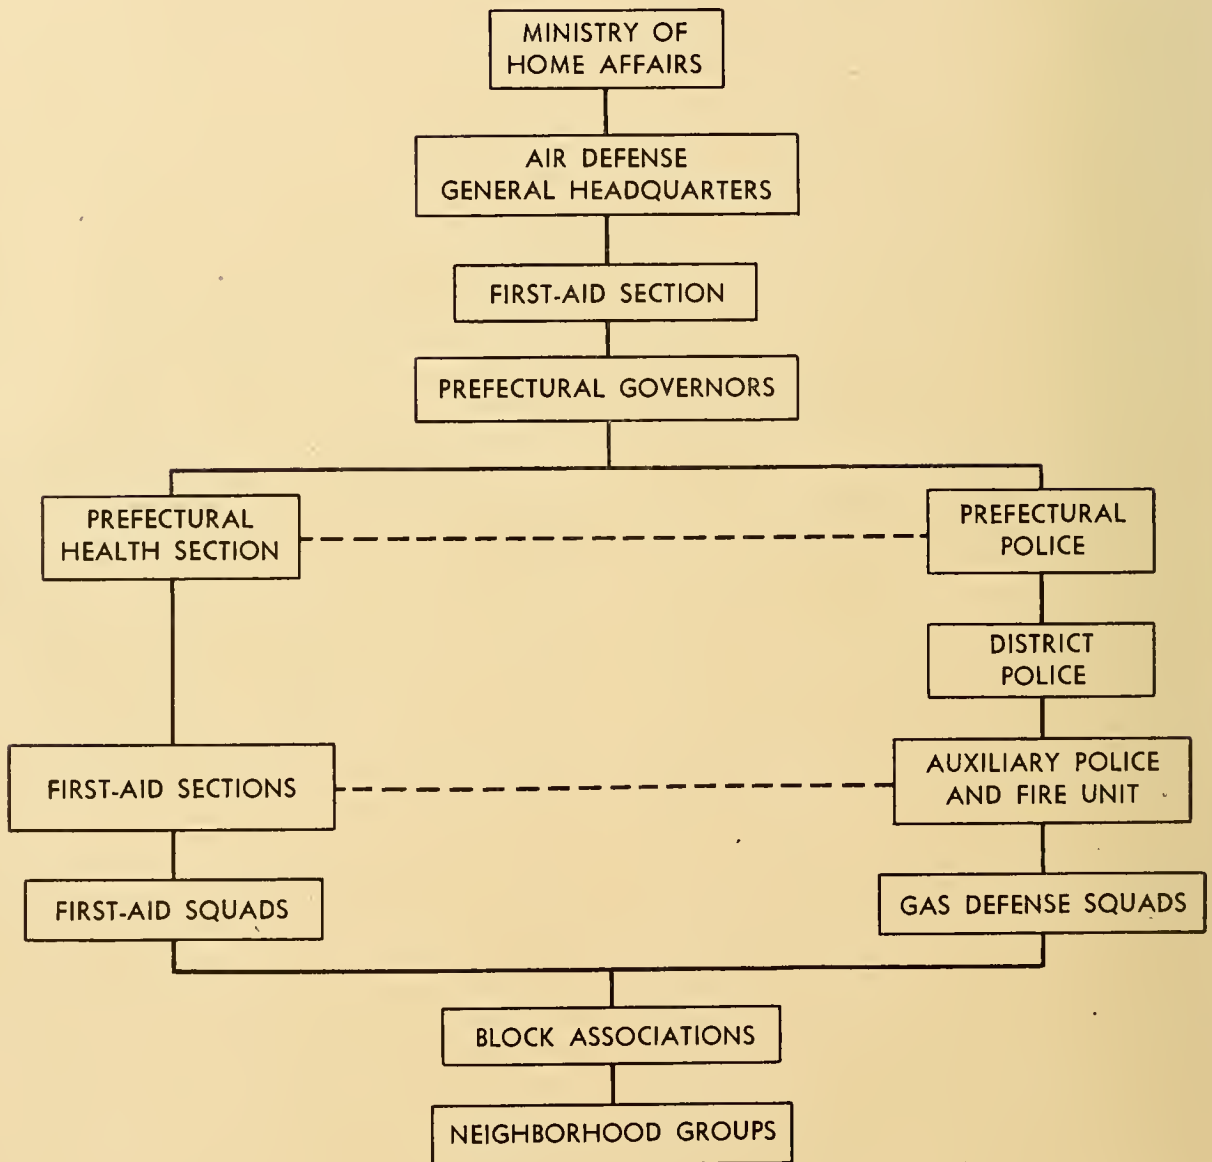 MINISTRY OF
HOME AFFAIRS
AIR DEFENSE
GENERAL HEADQUARTERS
FIRST-AID SECTION
PREFECTURAL GOVERNORS
PREFECTURAL
HEALTH SECTION
PREFECTURAL
POLICE
DISTRICT
POLICE
FIRST-AID SECTIONS
AUXILIARY POLICE
AND FIRE UNIT
FIRST-AID SQUADS
GAS DEFENSE SQUADS
BLOCK ASSOCIATIONS
NEIGHBORHOOD GROUPS